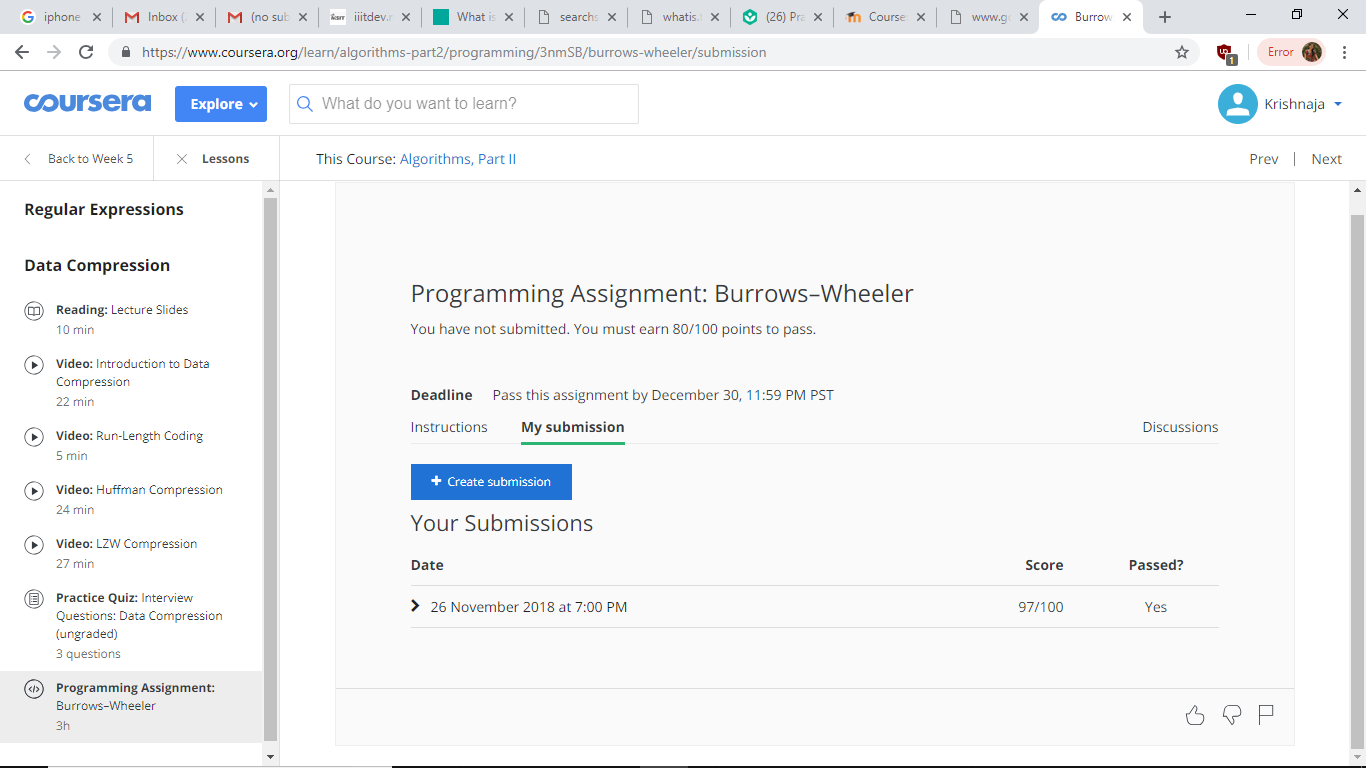 iphone
Inbox (
(no sub
iiitdev.r
What is
searchs
whatis.t
(26) Pra
Course
www.g
Burrow
https://www.coursera.org/learn/algorithms-part2/programming/3nmSB/burrows-wheeler/submission
1
Error
coursera
Explore
What do you want to learn?
Krishnaja
Back to Week 5
Lessons
This Course: Algorithms, Part II
Prev | Next
Regular Expressions
Data Compression
Reading: Lecture Slides
10 min
Video: Introduction to Data
Compression
22 min
Video: Run-Length Coding
5 min
Video: Huffman Compression
24 min
Video: LZW Compression
27 min
Practice Quiz: Interview
Questions: Data Compression
(ungraded)
3 questions
Programming Assignment:
Burrows–Wheeler
3h
Programming Assignment: Burrows–Wheeler
You have not submitted. You must earn 80/100 points to pass.
Deadline Pass this assignment by December 30, 11:59 PM PST
Instructions My submission Discussions
+ Create submission
Your Submissions
Date Score Passed?
26 November 2018 at 7:00 PM 97/100 Yes